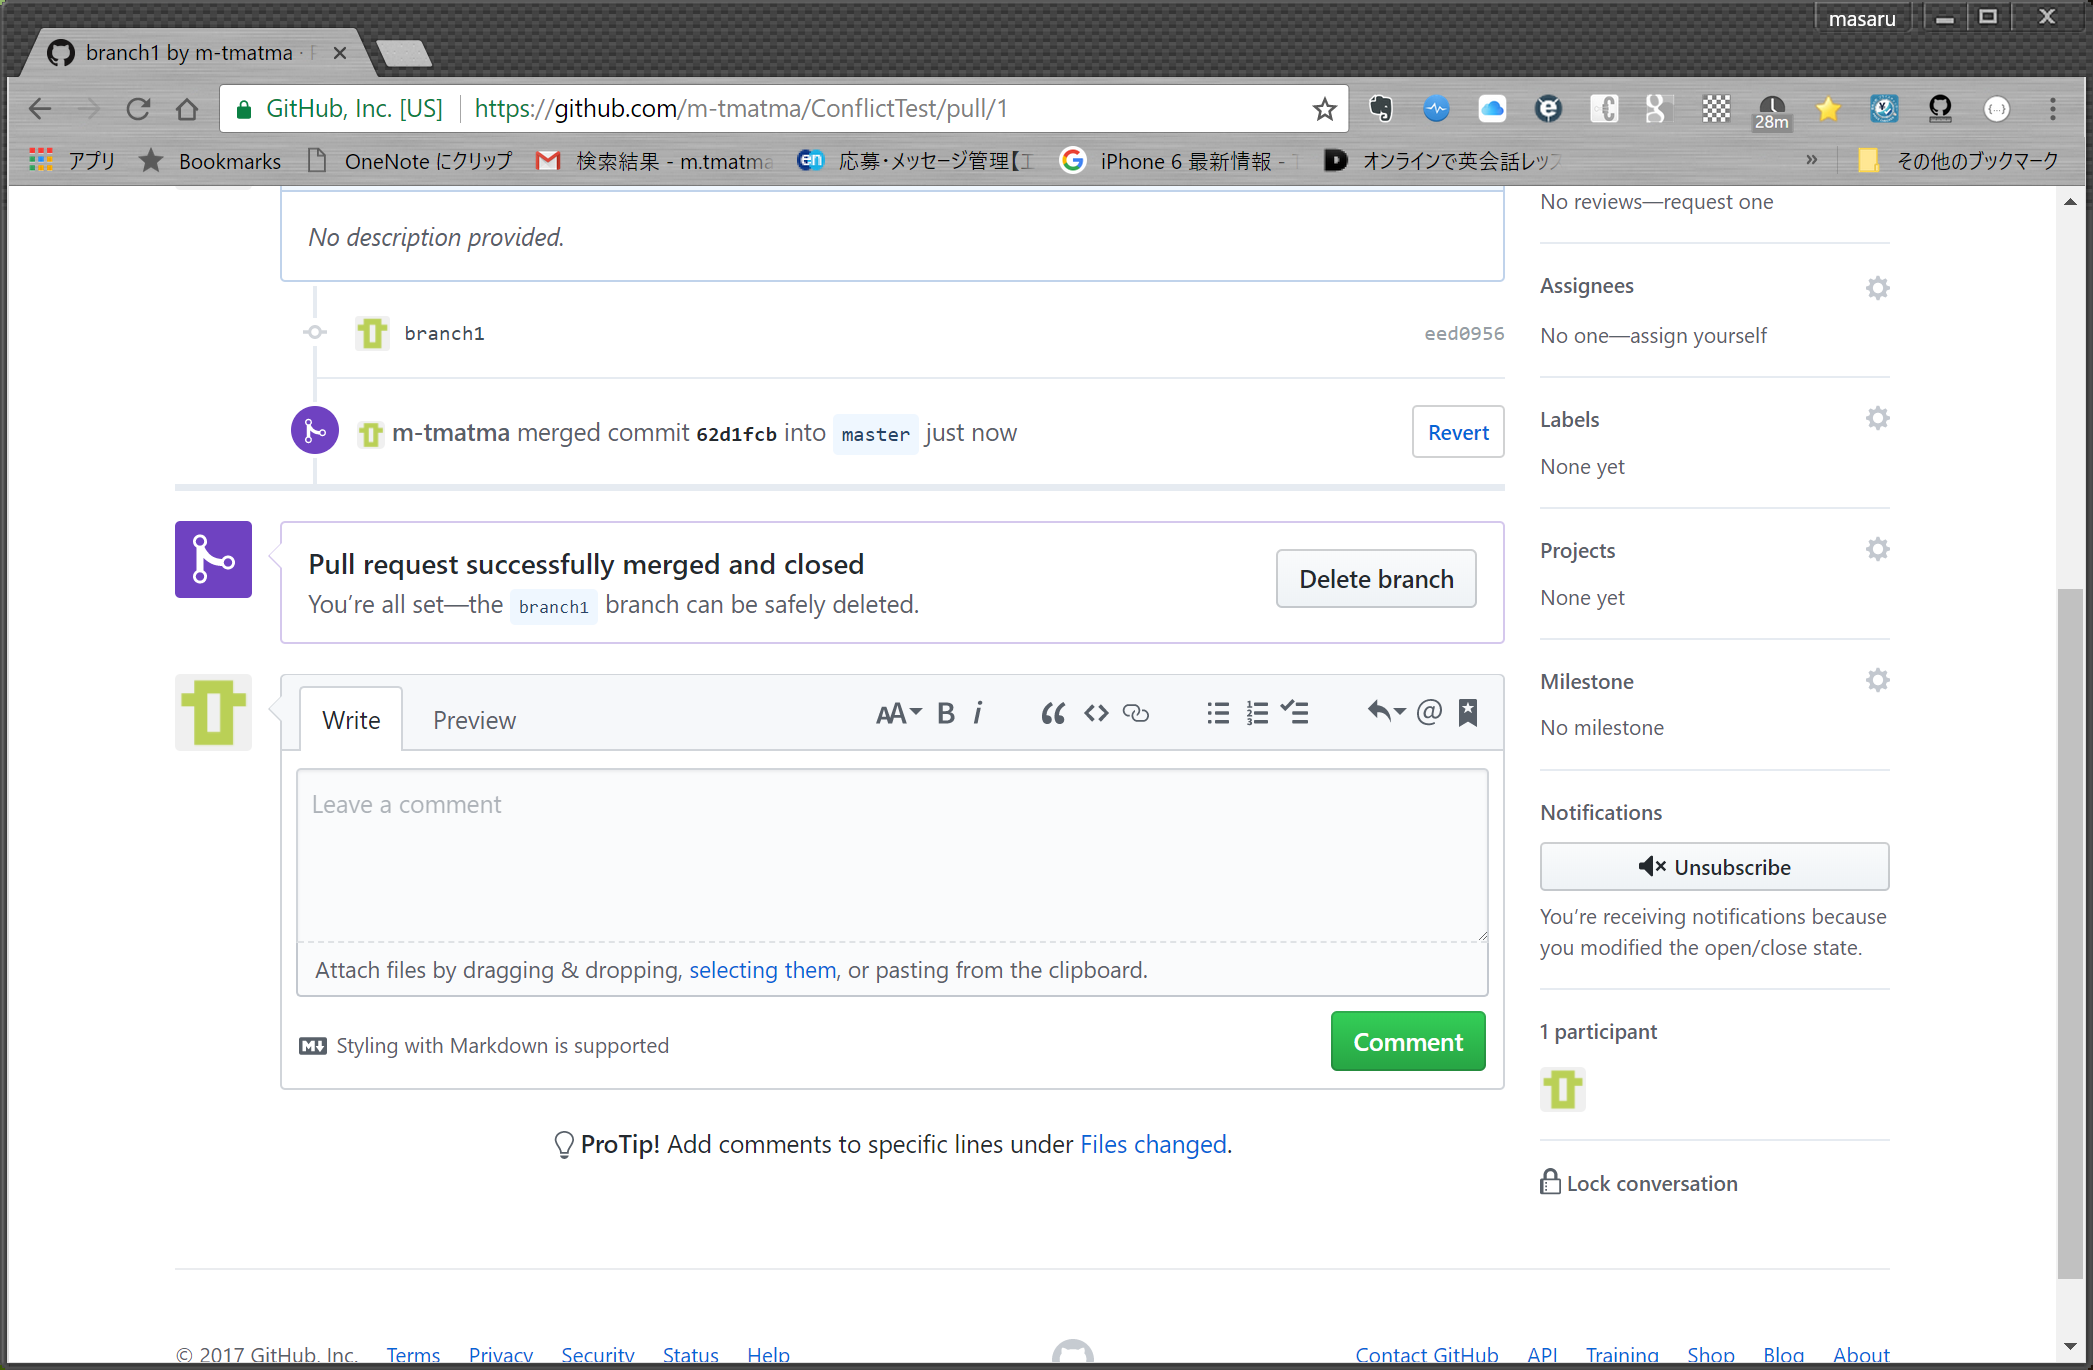 masaru
branch1 by m-tmatma ·
GitHub, Inc. [US] https://github.com/m-tmatma/ConflictTest/pull/1
28m
アプリ Bookmarks OneNote にクリップ 検索結果 - m.tmatma 応募・メッセージ管理【エ iPhone 6 最新情報 - オンラインで英会話レッス » その他のブックマーク
No reviews—request one
No description provided.
Assignees
No one—assign yourself
branch1 eed0956
m-tmatma merged commit 62d1fcb into master just now Revert
Labels
None yet
Pull request successfully merged and closed
You're all set—the branch1 branch can be safely deleted.
Delete branch
Projects
None yet
Milestone
No milestone
Write Preview
Leave a comment
Attach files by dragging & dropping, selecting them, or pasting from the clipboard.
Styling with Markdown is supported
Comment
Notifications
Unsubscribe
You're receiving notifications because
you modified the open/close state.
1 participant
ProTip! Add comments to specific lines under Files changed.
Lock conversation
© 2017 GitHub, Inc. Terms Privacy Security Status Help Contact GitHub API Training Shop Blog About